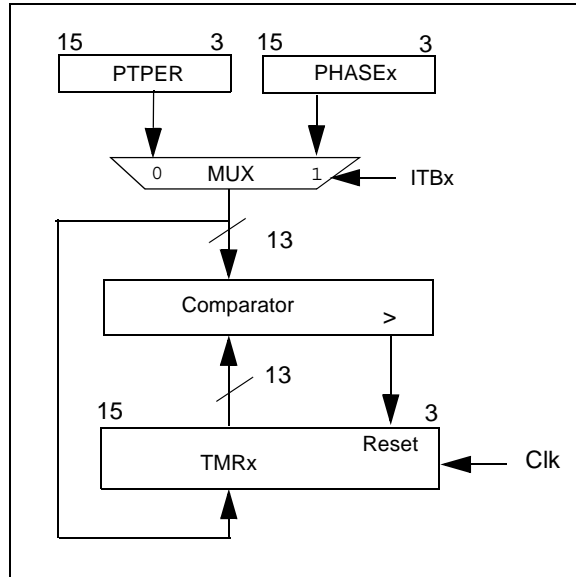 15 3 15 3
PTPER PHASEx
0 MUX 1 ITBx
13
Comparator >
13
15 3
Reset
TMRx Clk